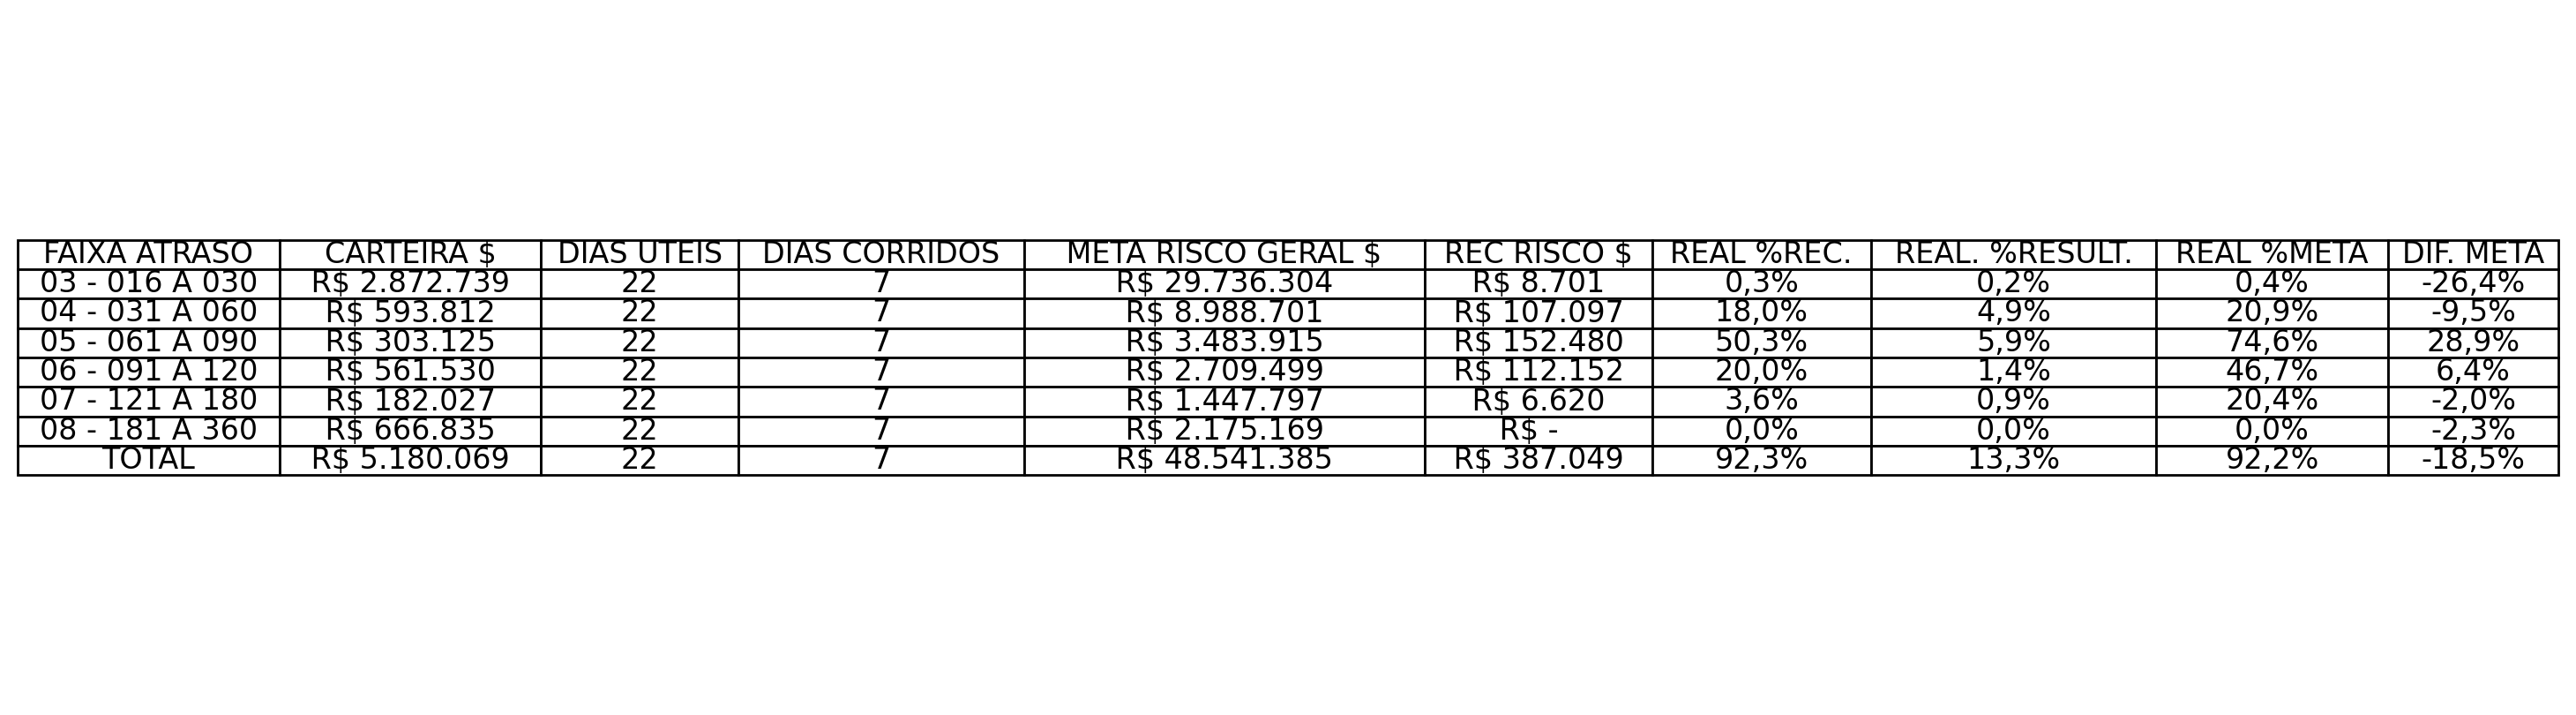 FAIXA ATRASO CARTEIRA $ DIAS UTEIS DIAS CORRIDOS META RISCO GERAL $ REC RISCO $ REAL %REC. REAL. %RESULT. REAL %META DIF. META
03 - 016 A 030 R$ 2.872.739 22 7 R$ 29.736.304 R$ 8.701 0,3% 0,2% 0,4% -26,4%
04 - 031 A 060 R$ 593.812 22 7 R$ 8.988.701 R$ 107.097 18,0% 4,9% 20,9% -9,5%
05 - 061 A 090 R$ 303.125 22 7 R$ 3.483.915 R$ 152.480 50,3% 5,9% 74,6% 28,9%
06 - 091 A 120 R$ 561.530 22 7 R$ 2.709.499 R$ 112.152 20,0% 1,4% 46,7% 6,4%
07 - 121 A 180 R$ 182.027 22 7 R$ 1.447.797 R$ 6.620 3,6% 0,9% 20,4% -2,0%
08 - 181 A 360 R$ 666.835 22 7 R$ 2.175.169 R$ - 0,0% 0,0% 0,0% -2,3%
TOTAL R$ 5.180.069 22 7 R$ 48.541.385 R$ 387.049 92,3% 13,3% 92,2% -18,5%